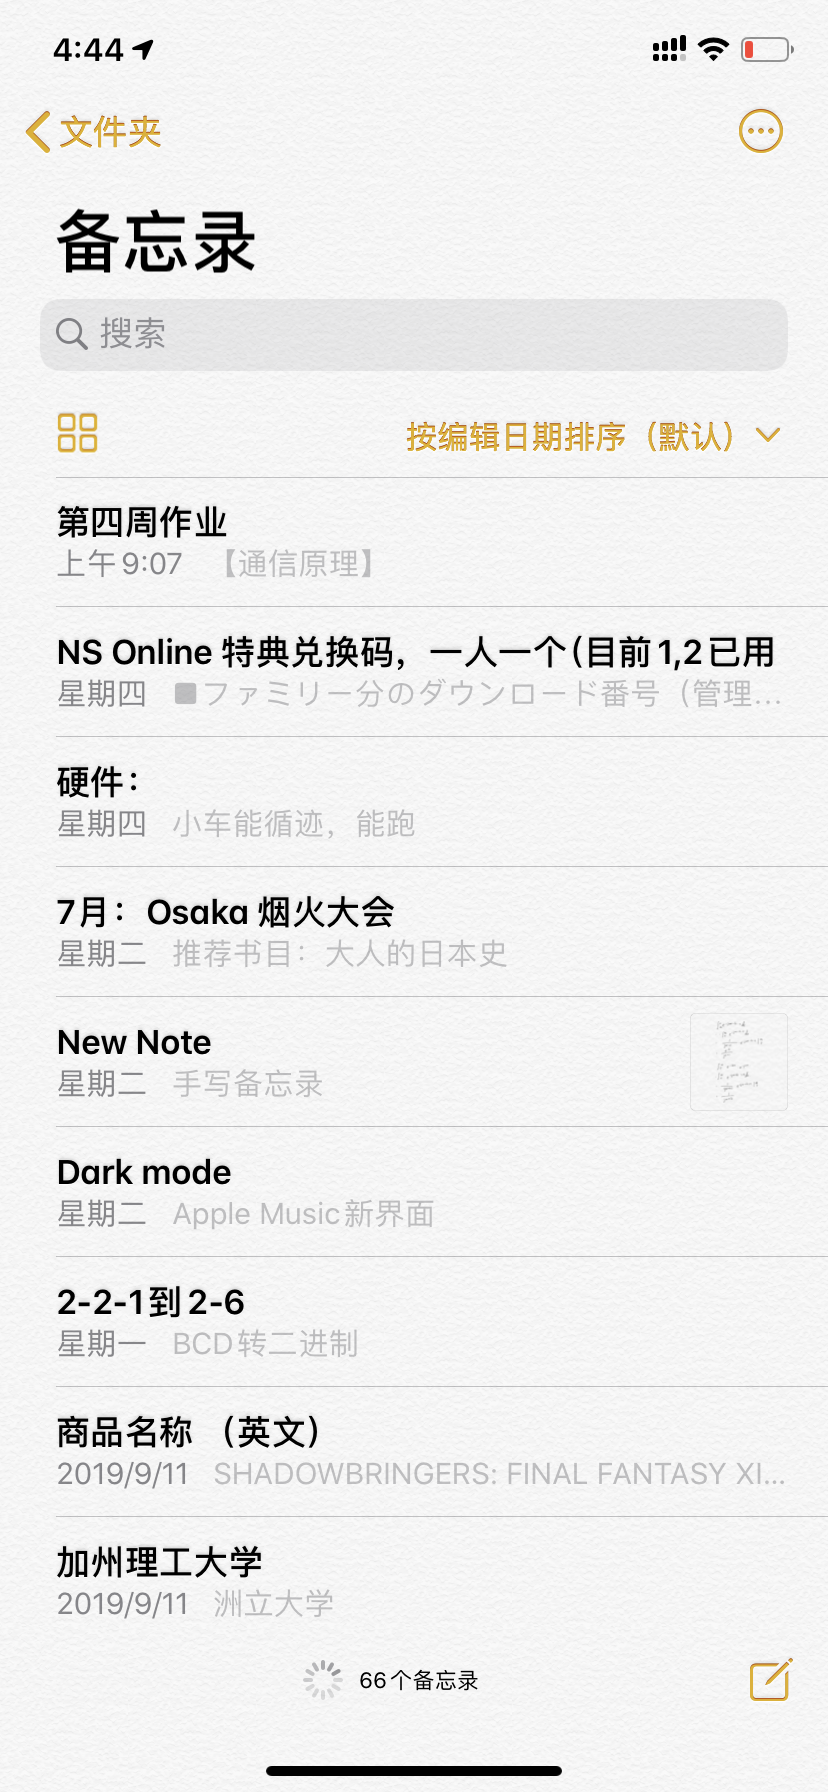 4:44
文件夹
备忘录
搜索
按编辑日期排序（默认）
第四周作业
上午9:07 【通信原理】
NS Online 特典兑换码，一人一个(目前1,2已用
星期四 ■ファミリー分のダウンロード番号（管理…
硬件：
星期四 小车能循迹，能跑
7月：Osaka 烟火大会
星期二 推荐书目：大人的日本史
New Note
星期二 手写备忘录
Dark mode
星期二 Apple Music新界面
2-2-1到2-6
星期一 BCD转二进制
商品名称 （英文）
2019/9/11 SHADOWBRINGERS: FINAL FANTASY XI...
加州理工大学
2019/9/11 洲立大学
66个备忘录